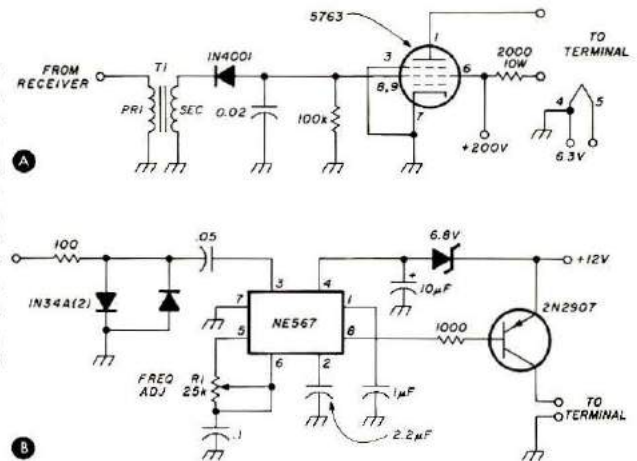 5763
1
TO
TERMINAL
FROM
RECEIVER
T1
PRI
SEC
1N4001
0.02
100k
3
8,9
7
6
2000
10W
+200V
4
5
6.3V
A
100
.05
1N34A(2)
3
4
7
1
5
8
6
2
NE567
FREQ
ADJ
R1
25k
.1
2.2µF
1µF
+
10µF
6.8V
1000
+12V
2N2907
TO
TERMINAL
B